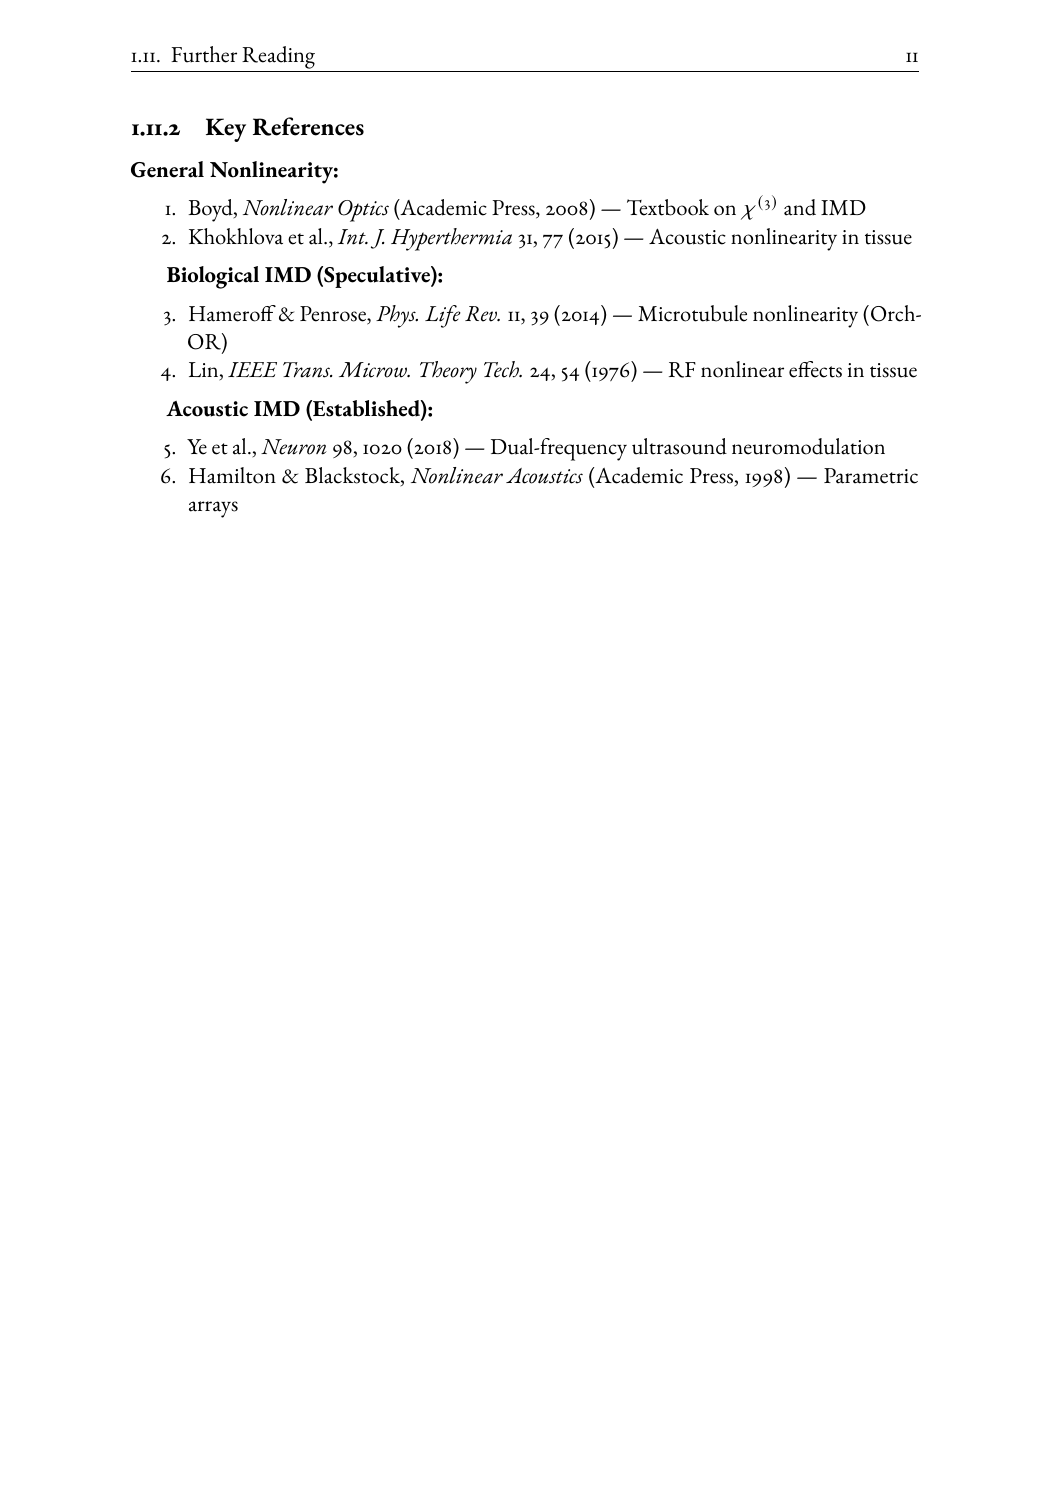 1.11. Further Reading 11
1.11.2 Key References
General Nonlinearity:
1. Boyd, Nonlinear Optics (Academic Press, 2008) — Textbook on χ⁽³⁾ and IMD
2. Khokhlova et al., Int. J. Hyperthermia 31, 77 (2015) — Acoustic nonlinearity in tissue
Biological IMD (Speculative):
3. Hameroff & Penrose, Phys. Life Rev. 11, 39 (2014) — Microtubule nonlinearity (Orch-
OR)
4. Lin, IEEE Trans. Microw. Theory Tech. 24, 54 (1976) — RF nonlinear effects in tissue
Acoustic IMD (Established):
5. Ye et al., Neuron 98, 1020 (2018) — Dual-frequency ultrasound neuromodulation
6. Hamilton & Blackstock, Nonlinear Acoustics (Academic Press, 1998) — Parametric
arrays